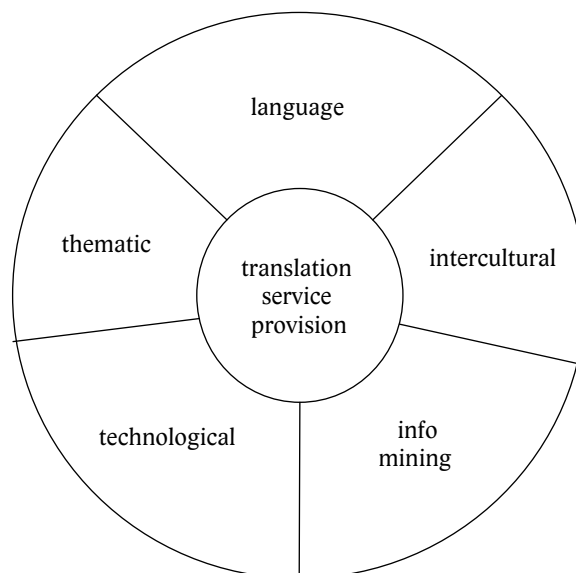 language
thematic
intercultural
translation
service
provision
technological
info
mining